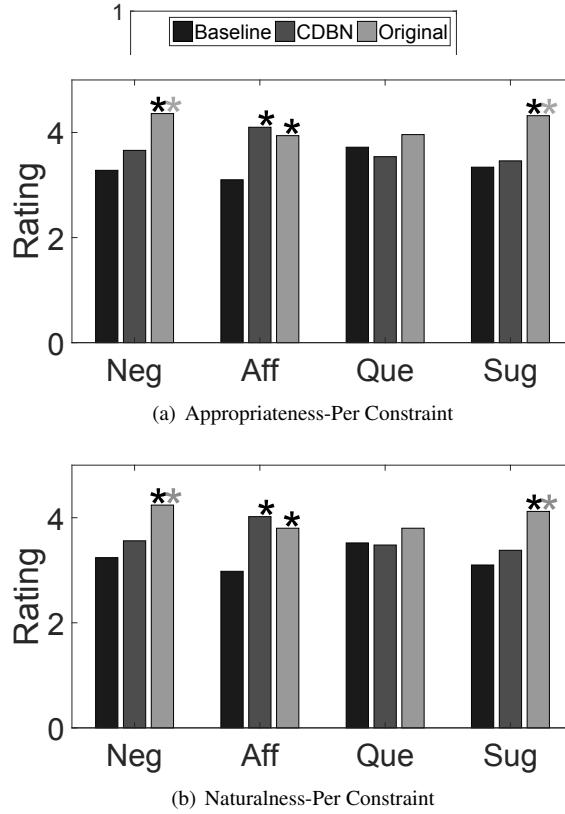 1
Baseline CDBN Original
Rating
4
2
0
* * * * * *
Neg Aff Que Sug
(a) Appropriateness-Per Constraint
Rating
4
2
0
* * * * * *
Neg Aff Que Sug
(b) Naturalness-Per Constraint